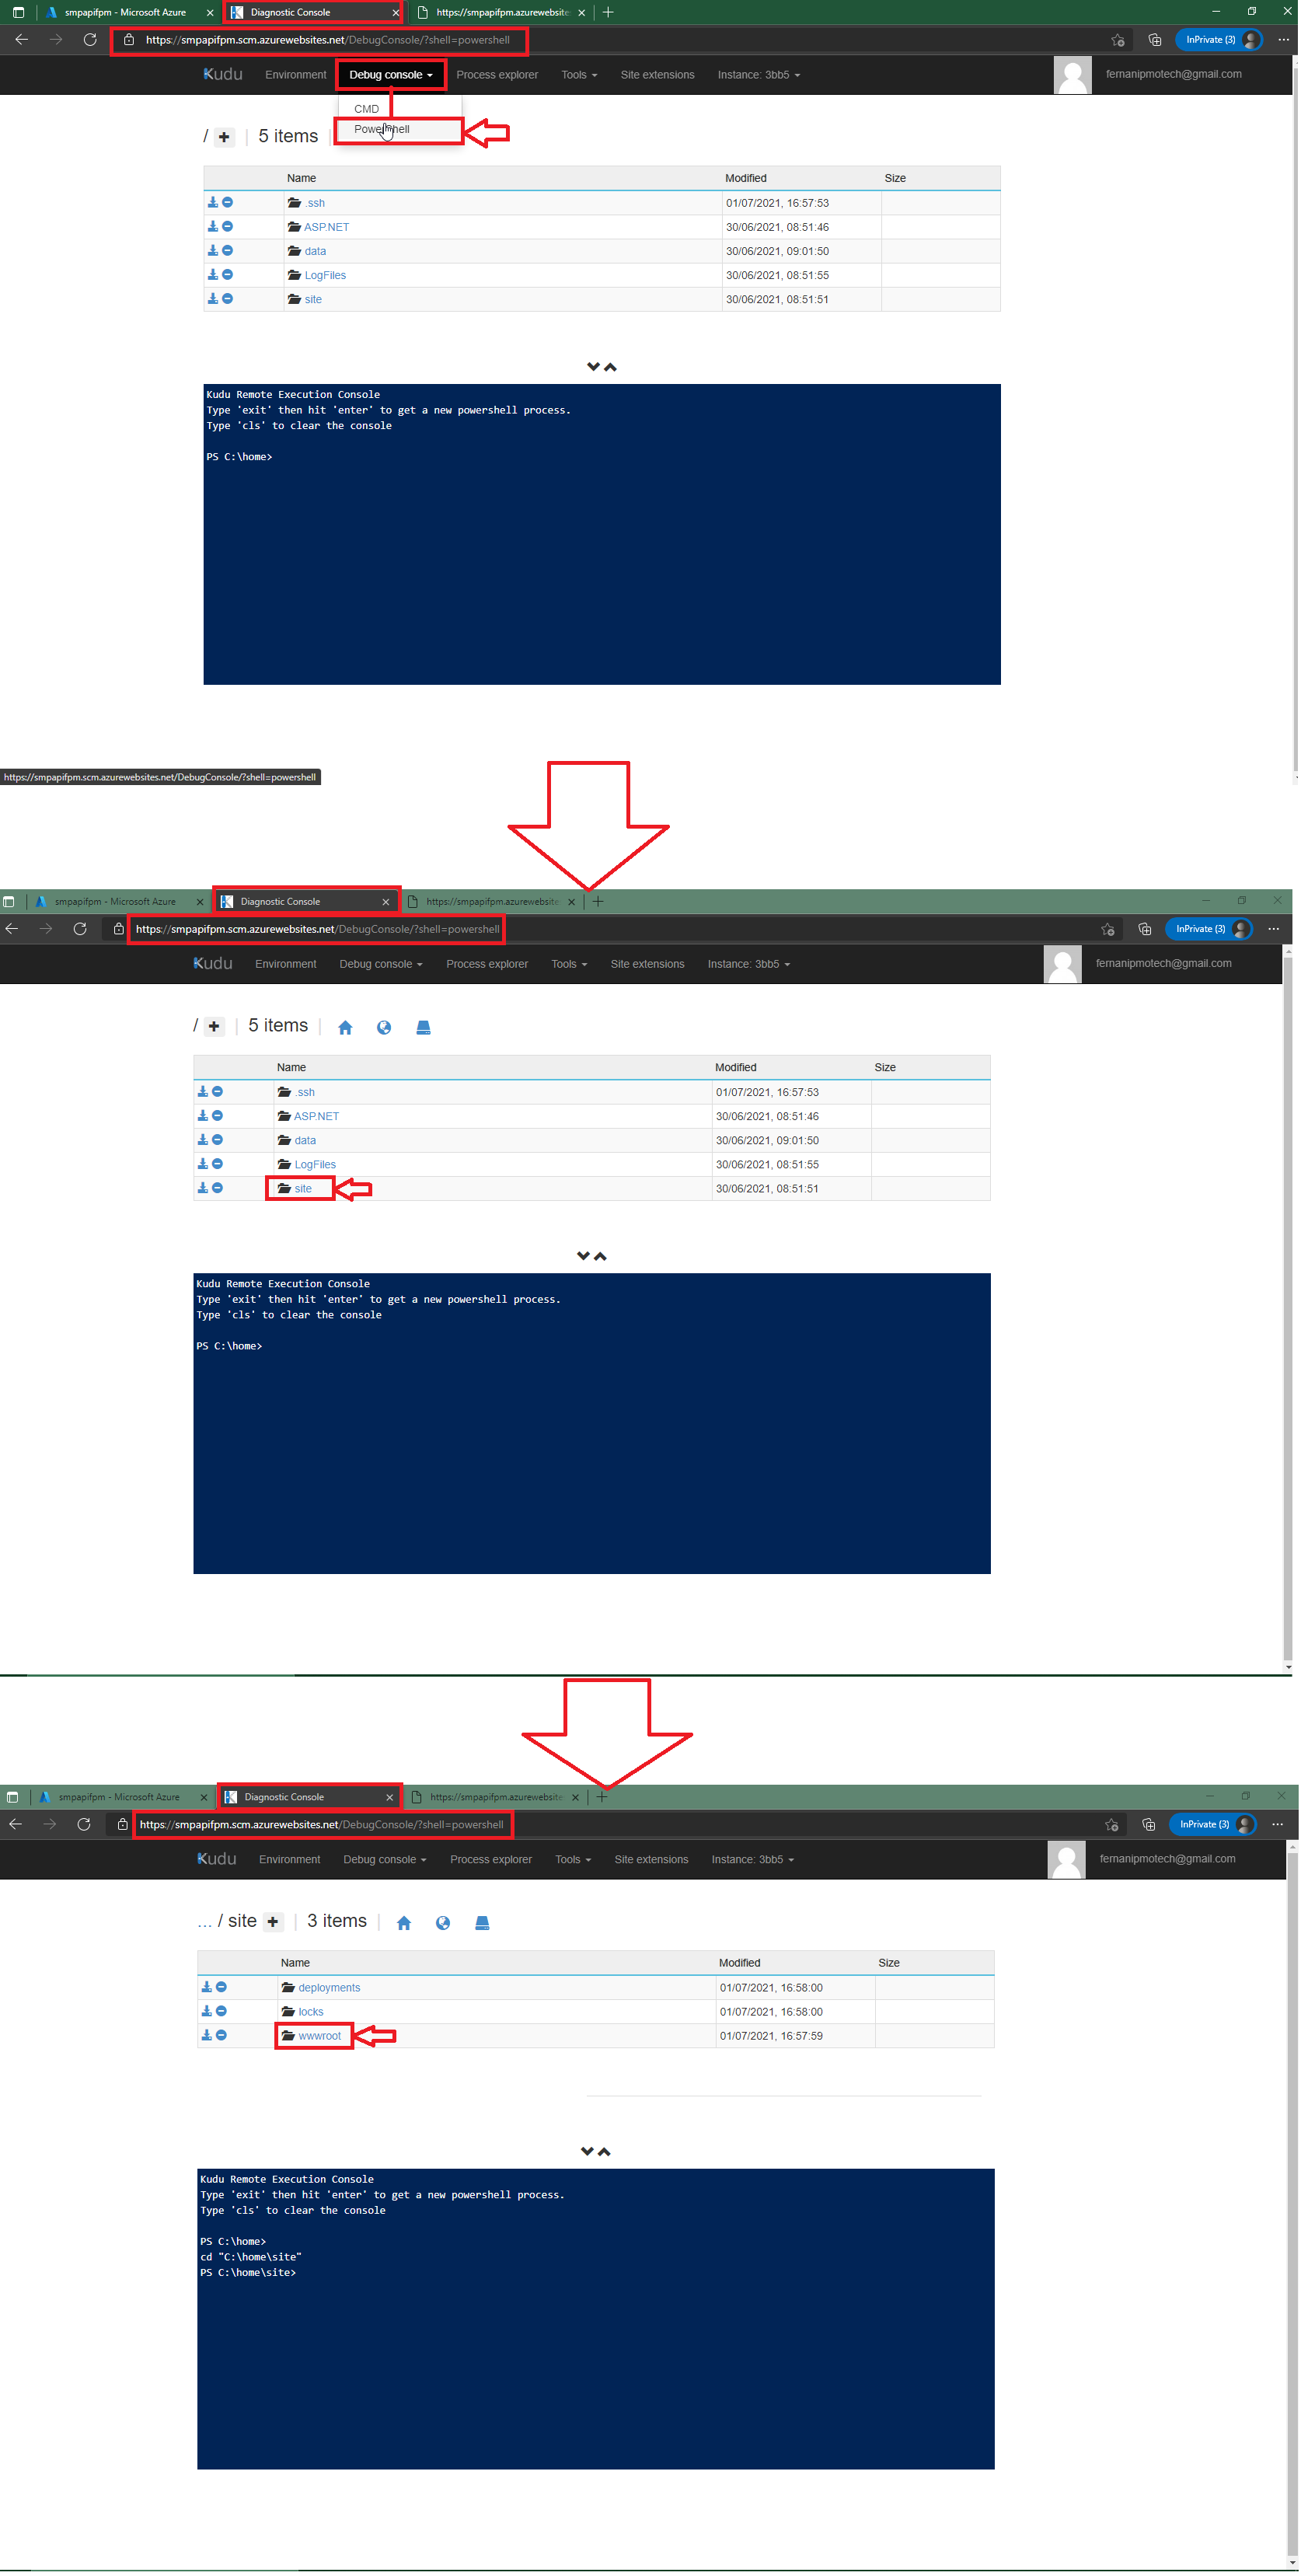 smpapifpm - Microsoft Azure
Diagnostic Console
https://smpapifpm.azurewebsite
https://smpapifpm.scm.azurewebsites.net/DebugConsole/?shell=powershell
InPrivate (3)
Kudu Environment Debug console Process explorer Tools Site extensions Instance: 3bb5 fernanipmotech@gmail.com
CMD
PowerShell
/ 5 items
Name Modified Size
.ssh 01/07/2021, 16:57:53
ASP.NET 30/06/2021, 08:51:46
data 30/06/2021, 09:01:50
LogFiles 30/06/2021, 08:51:55
site 30/06/2021, 08:51:51
Kudu Remote Execution Console
Type 'exit' then hit 'enter' to get a new powershell process.
Type 'cls' to clear the console
PS C:\home>
https://smpapifpm.scm.azurewebsites.net/DebugConsole/?shell=powershell
smpapifpm - Microsoft Azure
Diagnostic Console
https://smpapifpm.azurewebsite
https://smpapifpm.scm.azurewebsites.net/DebugConsole/?shell=powershell
InPrivate (3)
Kudu Environment Debug console Process explorer Tools Site extensions Instance: 3bb5 fernanipmotech@gmail.com
/ 5 items
Name Modified Size
.ssh 01/07/2021, 16:57:53
ASP.NET 30/06/2021, 08:51:46
data 30/06/2021, 09:01:50
LogFiles 30/06/2021, 08:51:55
site 30/06/2021, 08:51:51
Kudu Remote Execution Console
Type 'exit' then hit 'enter' to get a new powershell process.
Type 'cls' to clear the console
PS C:\home>
smpapifpm - Microsoft Azure
Diagnostic Console
https://smpapifpm.azurewebsite
https://smpapifpm.scm.azurewebsites.net/DebugConsole/?shell=powershell
InPrivate (3)
Kudu Environment Debug console Process explorer Tools Site extensions Instance: 3bb5 fernanipmotech@gmail.com
... / site 3 items
Name Modified Size
deployments 01/07/2021, 16:58:00
locks 01/07/2021, 16:58:00
wwwroot 01/07/2021, 16:57:59
Kudu Remote Execution Console
Type 'exit' then hit 'enter' to get a new powershell process.
Type 'cls' to clear the console
PS C:\home>
cd "C:\home\site"
PS C:\home\site>